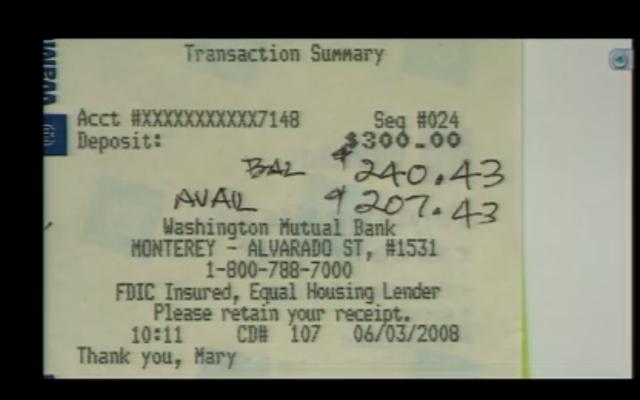 WaMu
Transaction Summary
Acct #XXXXXXXXXXX7148 Seq #024
Deposit: $300.00
BAL $240.43
AVAIL $207.43
Washington Mutual Bank
MONTEREY - ALVARADO ST, #1531
1-800-788-7000
FDIC Insured, Equal Housing Lender
Please retain your receipt.
10:11 CD# 107 06/03/2008
Thank you, Mary